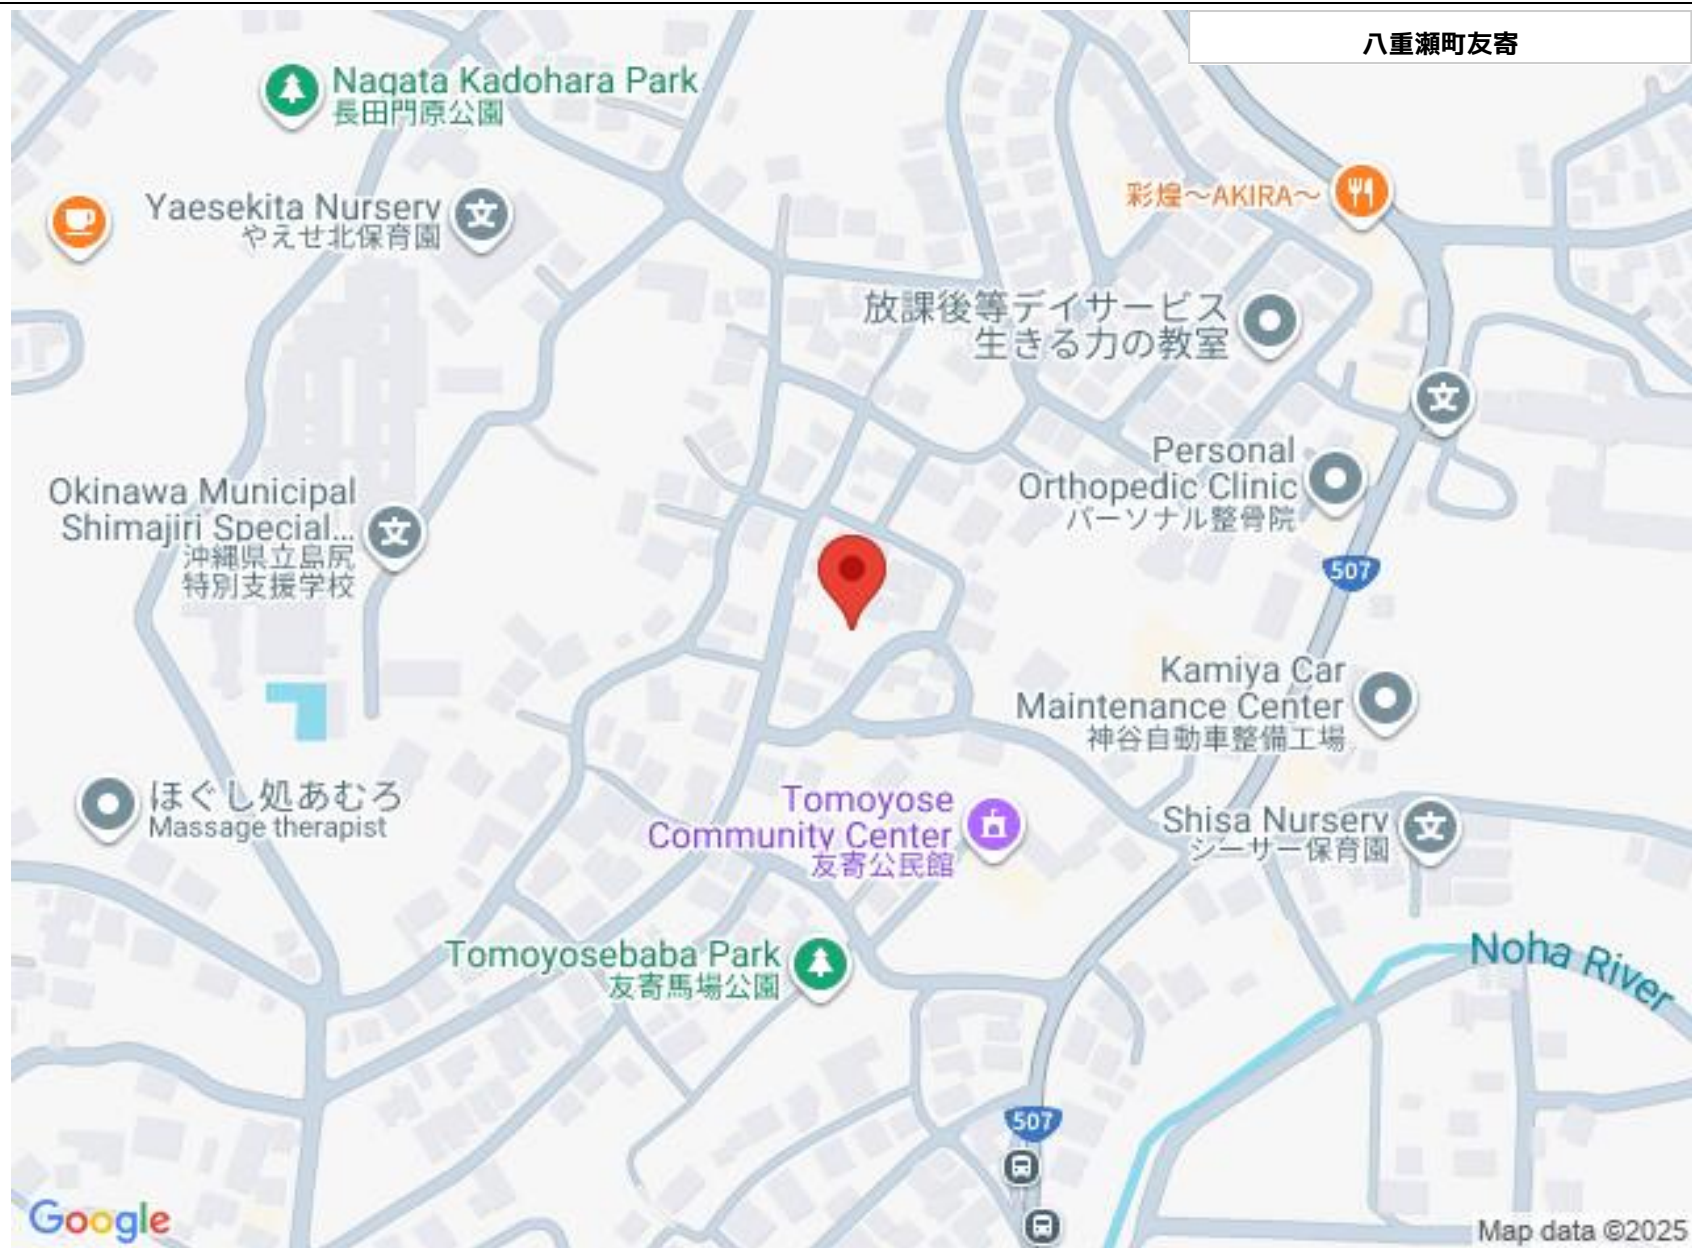 八重瀬町友寄
Nagata Kadohara Park
長田門原公園
Yaesekita Nursery
やえせ北保育園
彩煌～AKIRA～
放課後等デイサービス
生きる力の教室
Personal
Orthopedic Clinic
パーソナル整骨院
Okinawa Municipal
Shimajiri Special...
沖縄県立島尻
特別支援学校
507
Kamiya Car
Maintenance Center
神谷自動車整備工場
ほぐし処あむろ
Massage therapist
Tomoyose
Community Center
友寄公民館
Shisa Nursery
シーサー保育園
Tomoyosebaba Park
友寄馬場公園
Noha River
507
Google
Map data ©2025